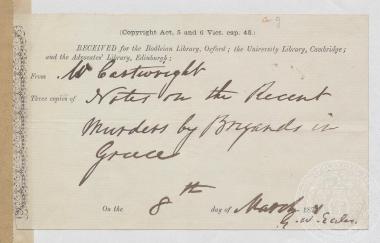 (Copyright Act, 5 and 6 Vict. cap. 45.)
RECEIVED for the Bodleian Library, Oxford; the University Library, Cambridge;
and the Advocates' Library, Edinburgh;
From Mr Cartwright
Three copies of Notes on the Recent
Murders by Brigands in
Greece
On the 8th day of March 187
G. W. Eccles